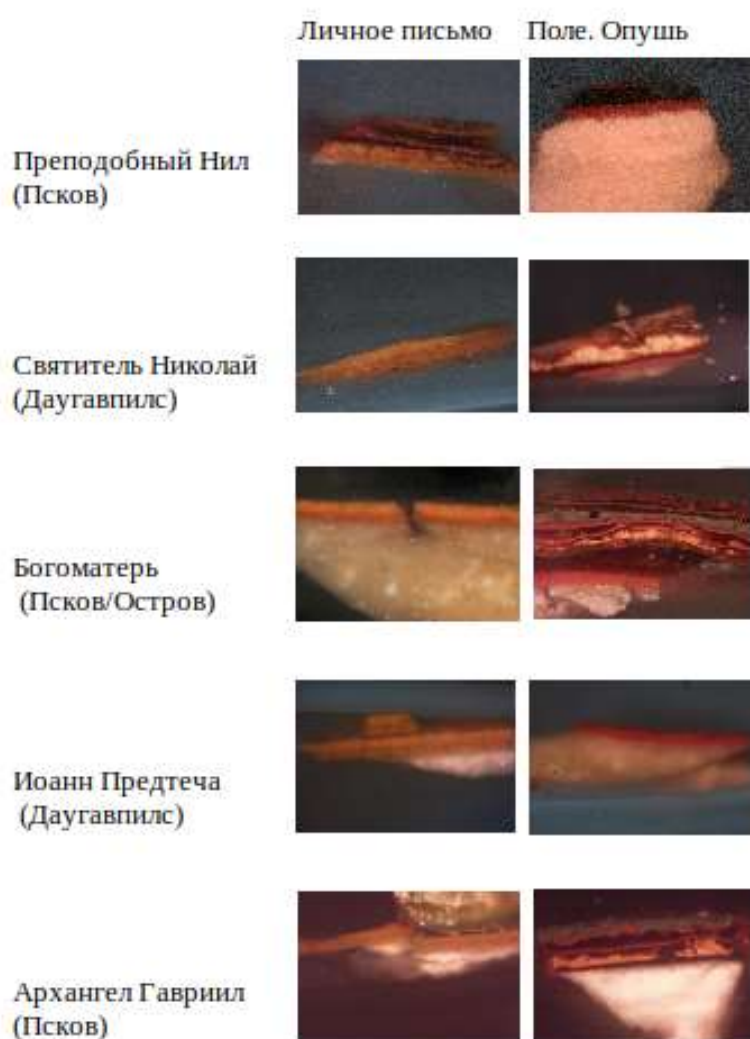 Личное письмо Поле. Опушь
Преподобный Нил
(Псков)
Святитель Николай
(Даугавпилс)
Богоматерь
(Псков/Остров)
Иоанн Предтеча
(Даугавпилс)
Архангел Гавриил
(Псков)